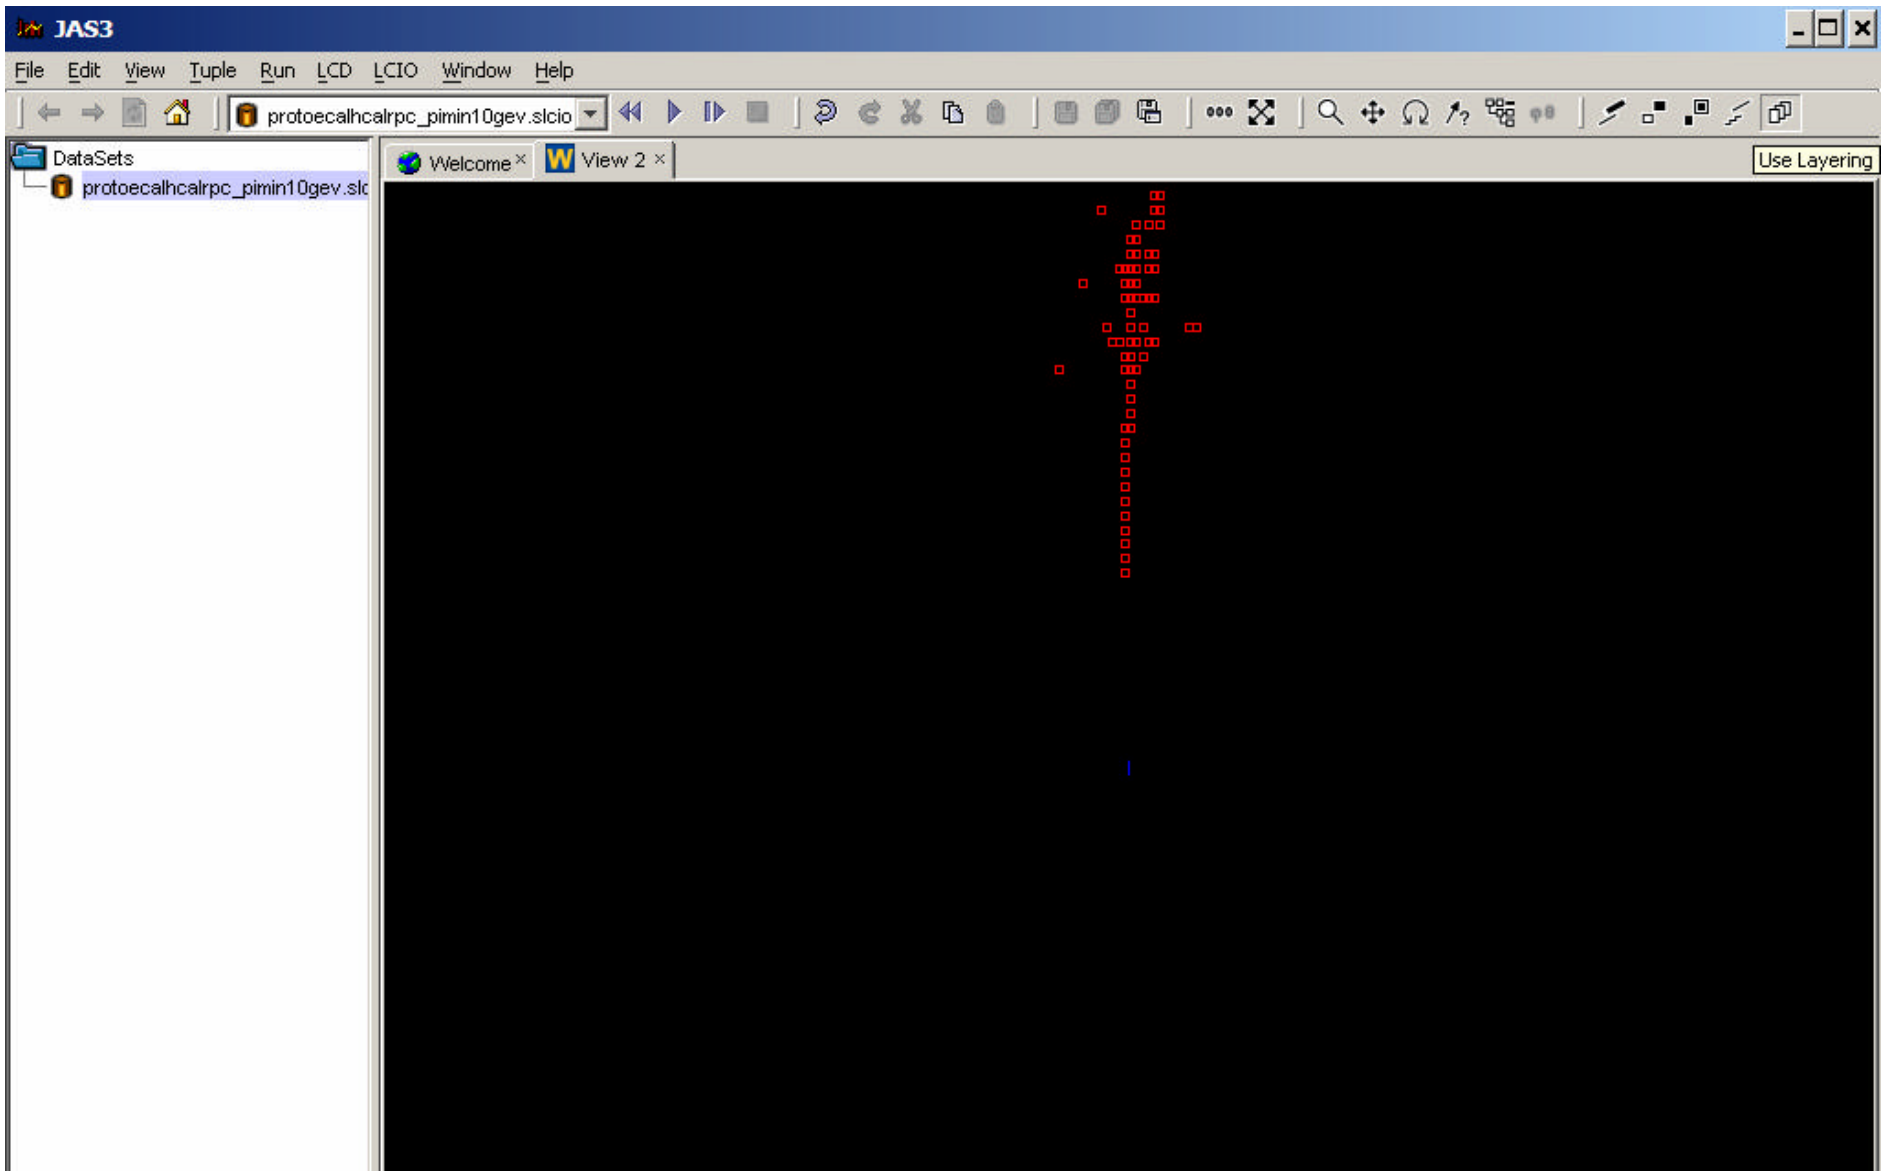 JAS3
File Edit View Tuple Run LCD LCIO Window Help
protoecalhcalrpc_pimin10gev.slcio
DataSets
protoecalhcalrpc_pimin10gev.slc
Welcome
W View 2
Use Layering